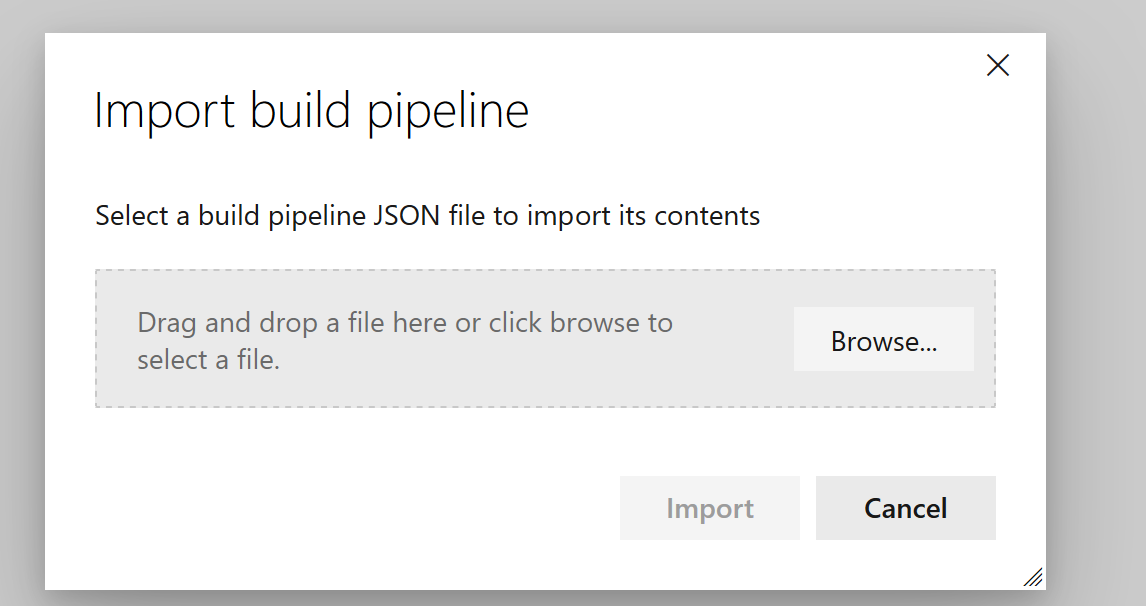 Import build pipeline
Select a build pipeline JSON file to import its contents
Drag and drop a file here or click browse to
select a file.
Browse...
Import
Cancel